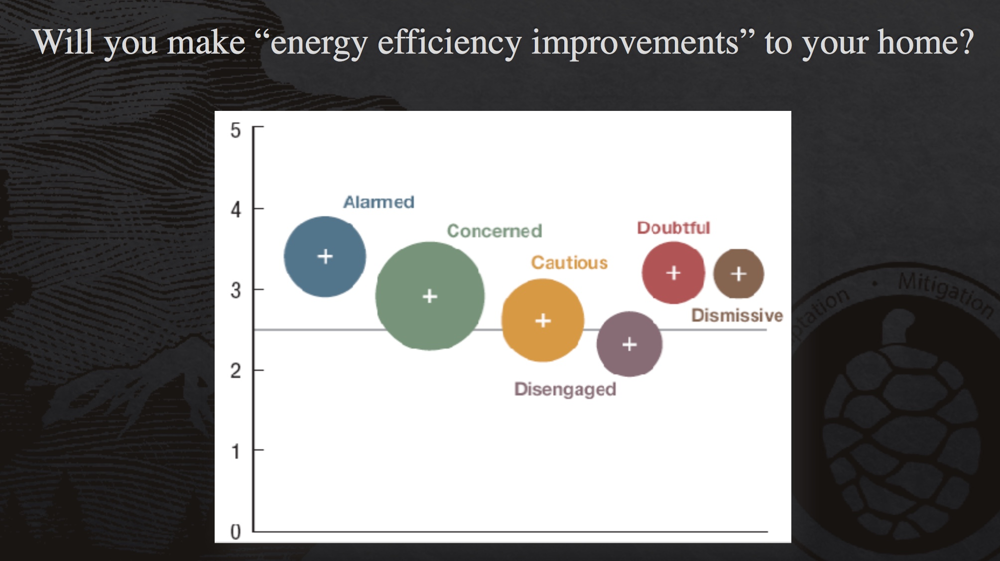 Will you make “energy efficiency improvements” to your home?
5
4
3
2
1
0
Alarmed
Concerned
Cautious
Disengaged
Doubtful
Dismissive
ptation • Mitigation